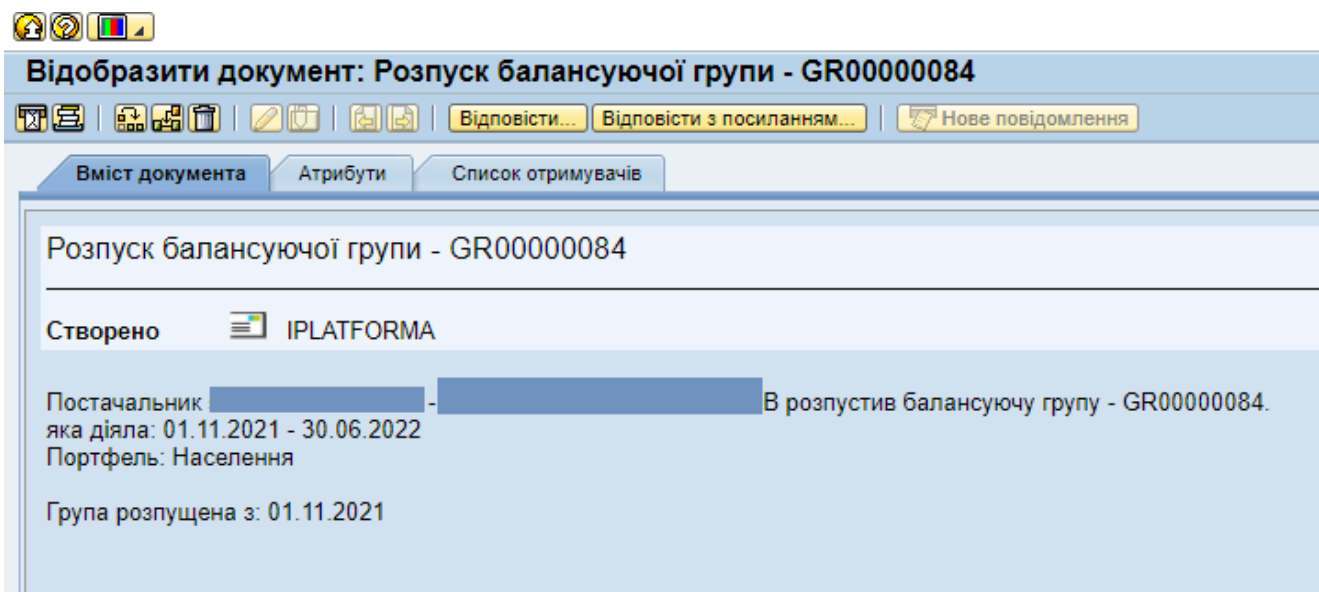 Відобразити документ: Розпуск балансуючої групи - GR00000084
Відповісти... Відповісти з посиланням... Нове повідомлення
Вміст документа Атрибути Список отримувачів
Розпуск балансуючої групи - GR00000084
Створено IPLATFORMA
Постачальник - В розпустив балансуючу групу - GR00000084.
яка діяла: 01.11.2021 - 30.06.2022
Портфель: Населення
Група розпущена з: 01.11.2021